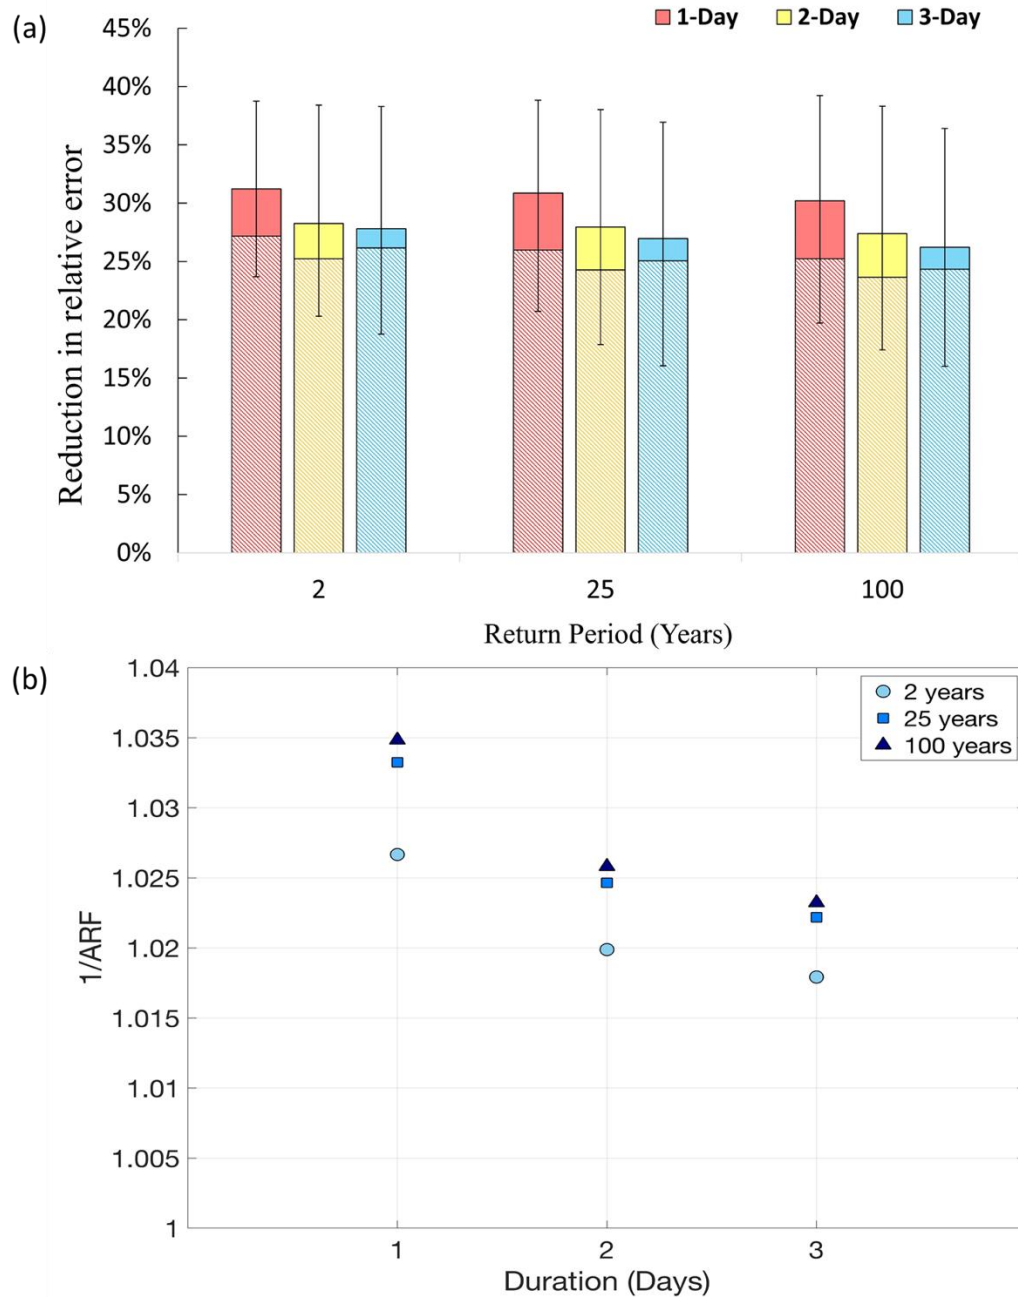 (a)
1-Day 2-Day 3-Day
45%
40%
35%
30%
25%
20%
15%
10%
5%
0%
Reduction in relative error
2 25 100
Return Period (Years)
(b)
1.04
1.035
1.03
1.025
1.02
1.015
1.01
1.005
1
1/ARF
2 years
25 years
100 years
1 2 3
Duration (Days)